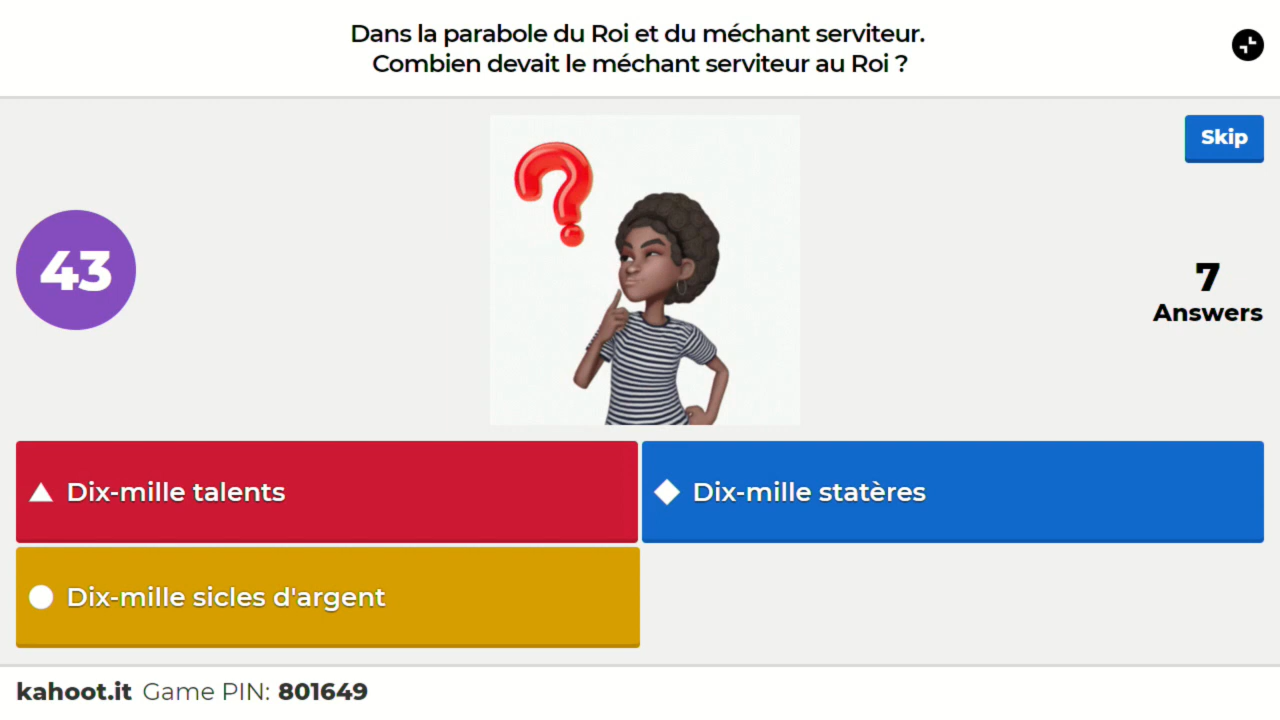 Dans la parabole du Roi et du méchant serviteur.
Combien devait le méchant serviteur au Roi ?
Skip
43
7
Answers
Dix-mille talents
Dix-mille statères
Dix-mille sicles d'argent
kahoot.it Game PIN: 801649